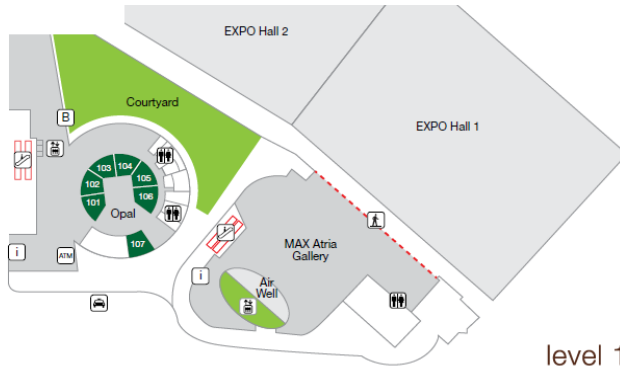 EXPO Hall 2
Courtyard
EXPO Hall 1
B
103
104
102
105
101
106
Opal
107
i
ATM
MAX Atria
Gallery
i
Air
Well
level 1